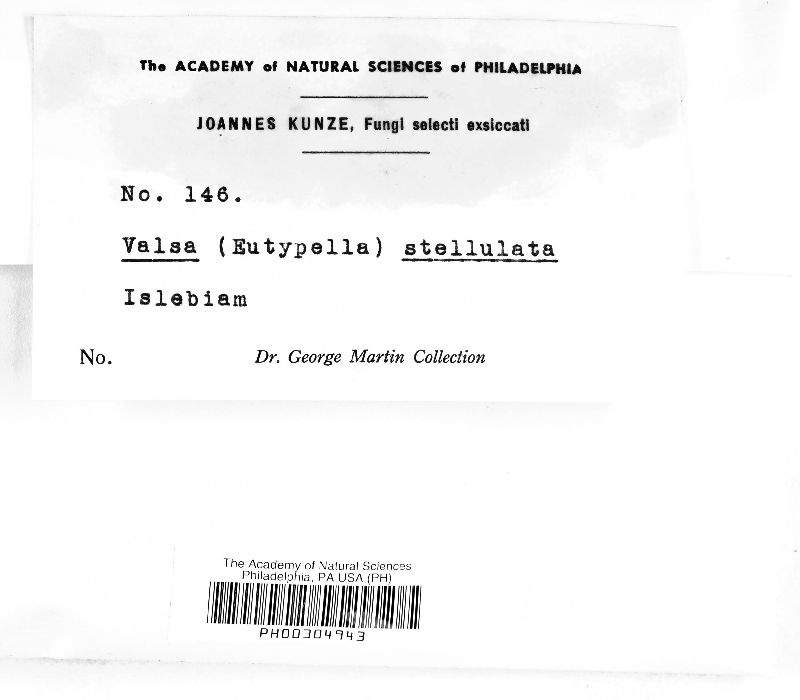 The ACADEMY of NATURAL SCIENCES of PHILADELPHIA
JOANNES KUNZE, Fungi selecti exsiccati
No. 146.
Valsa (Eutypella) stellulata
Islebiam
No. Dr. George Martin Collection
The Academy of Natural Sciences
Philadelphia, PA USA (PH)
PH00304943